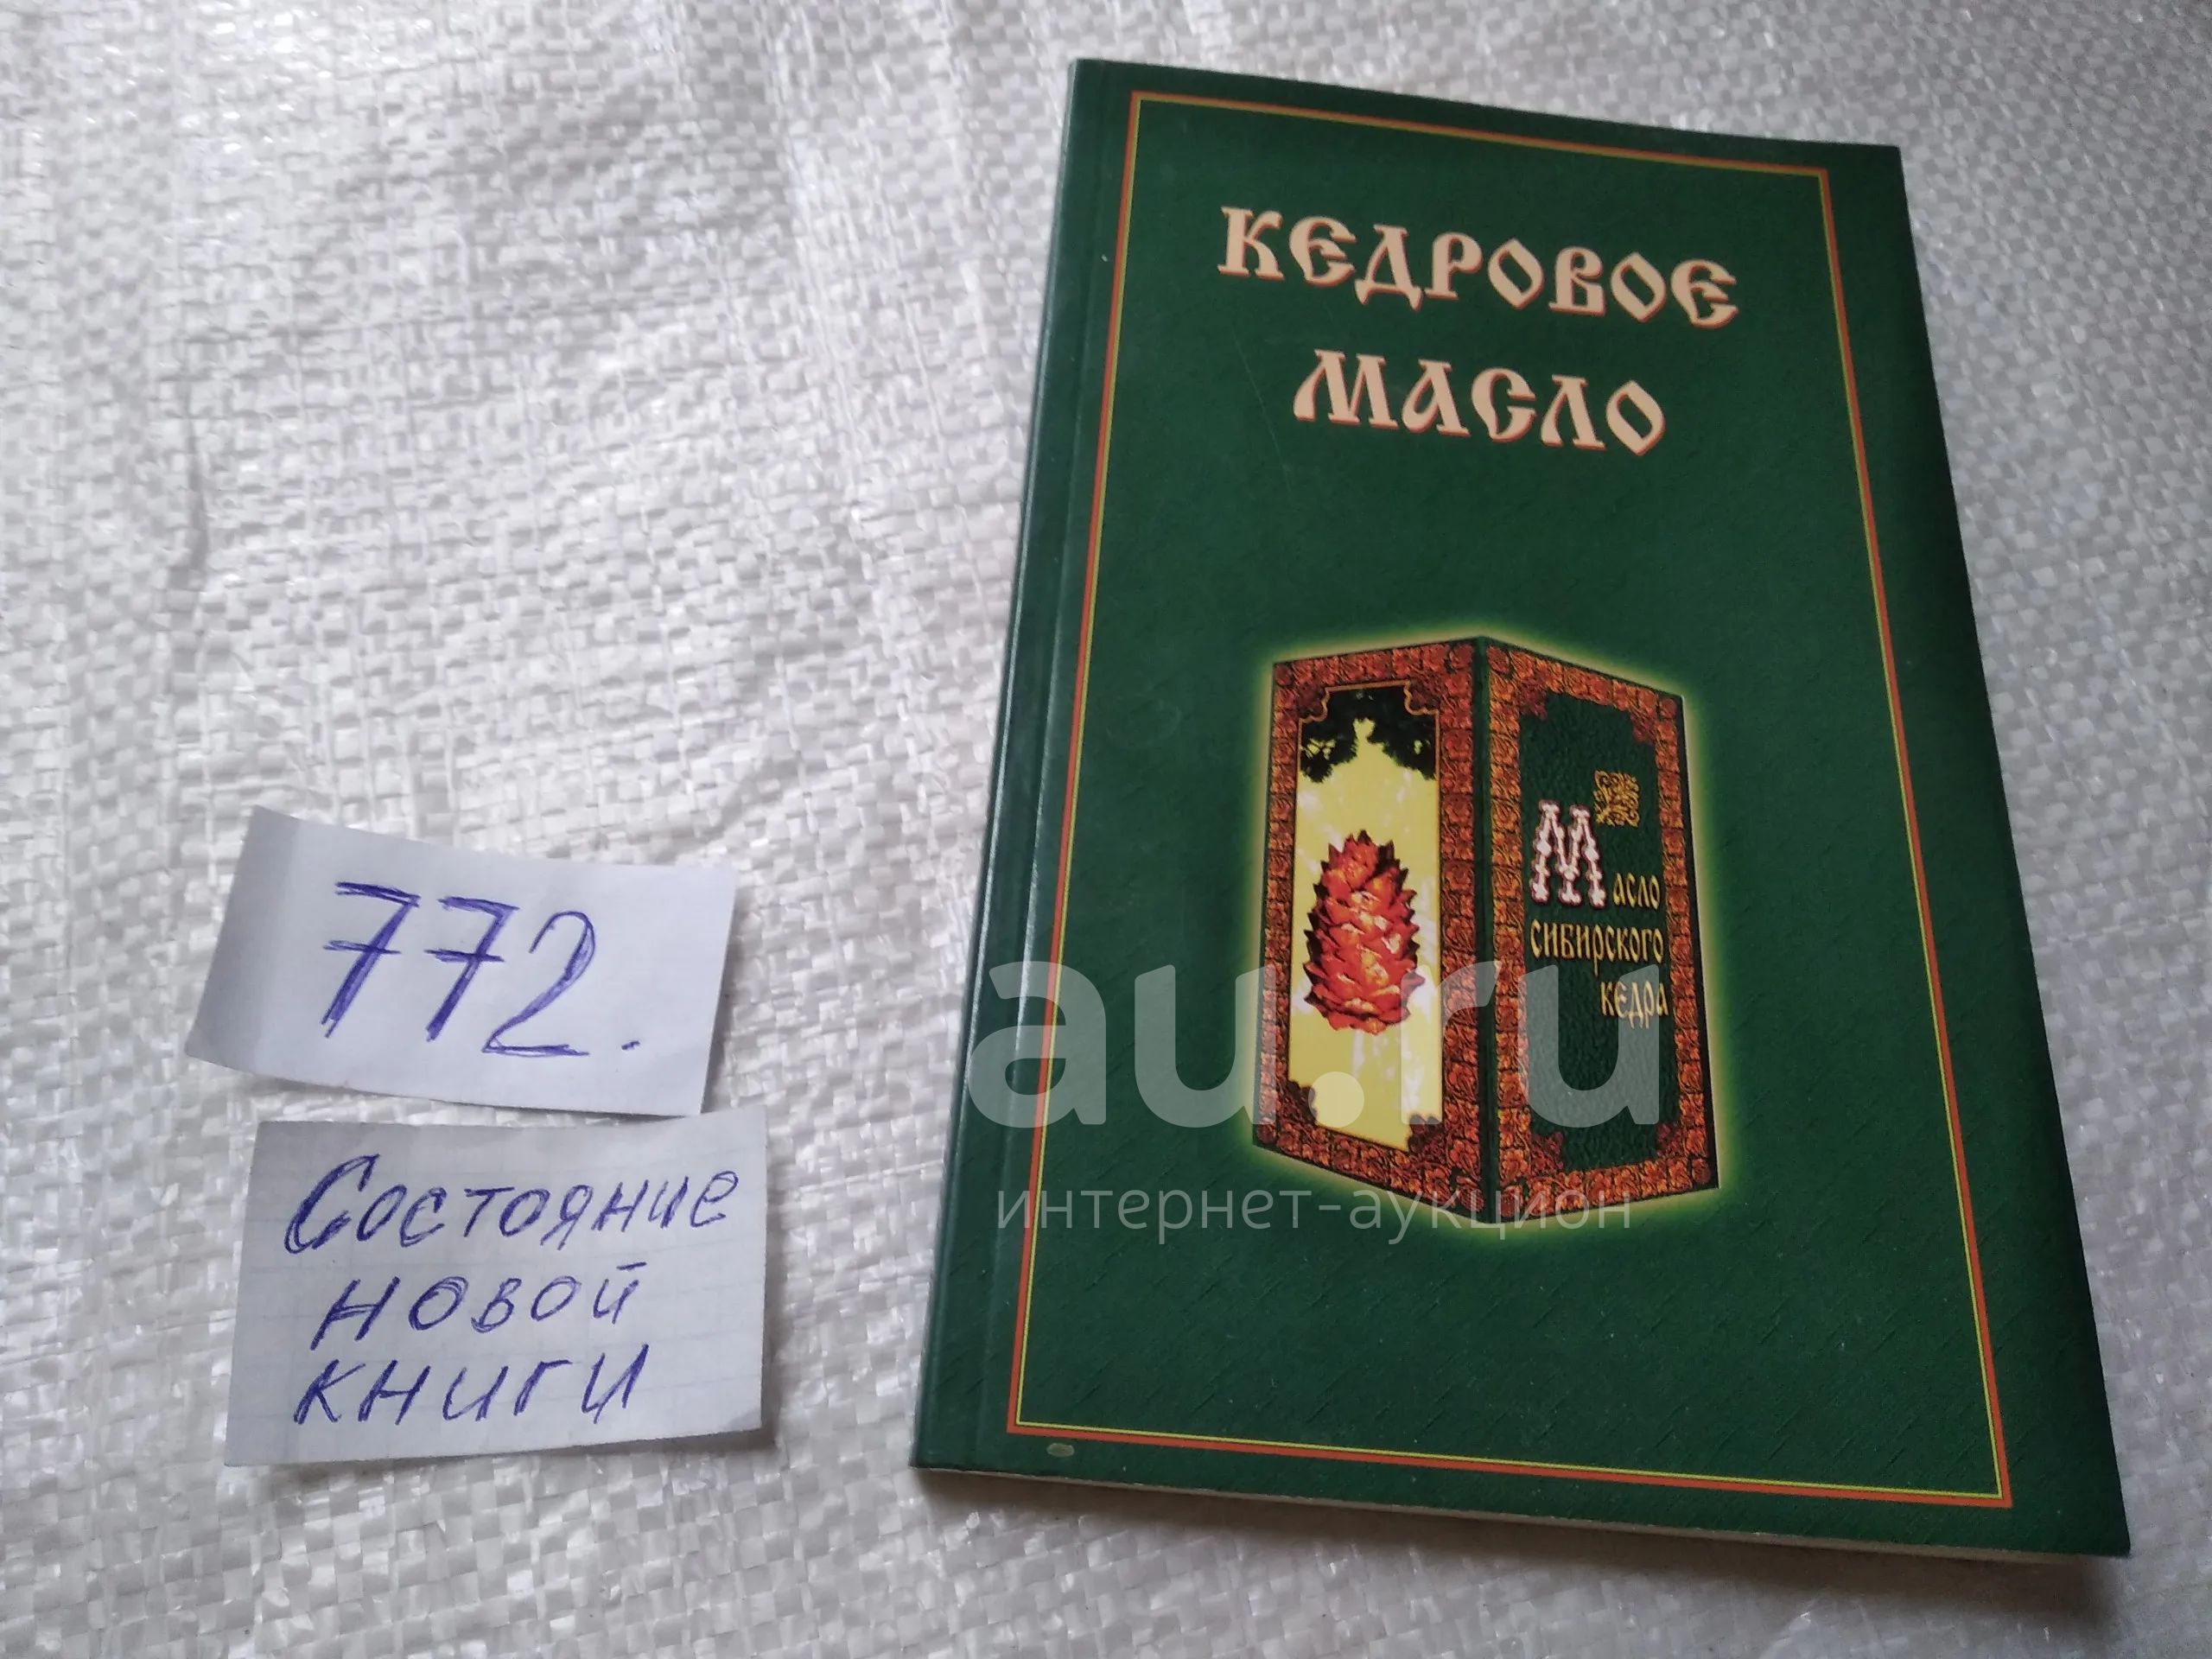 КЕДРОВОЕ
МАСЛО
Масло
сибирского
кедра
772.
Состояние
новой
книги
au.ru
интернет-аукцион